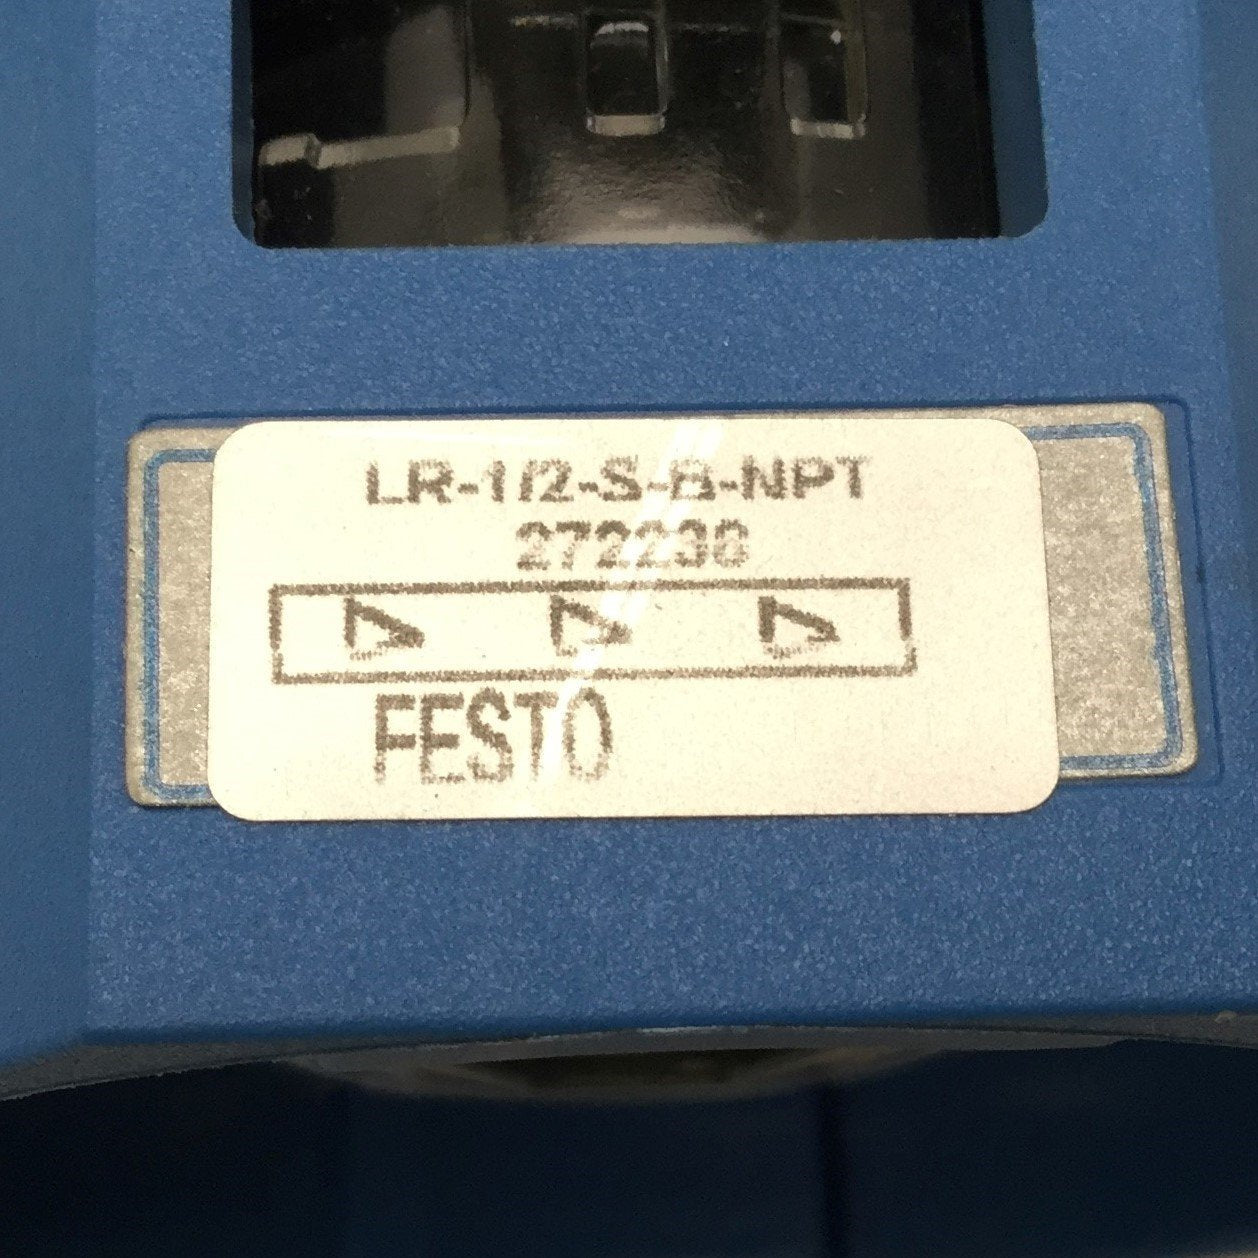 LR-1/2-S-B-NPT
272230
FESTO